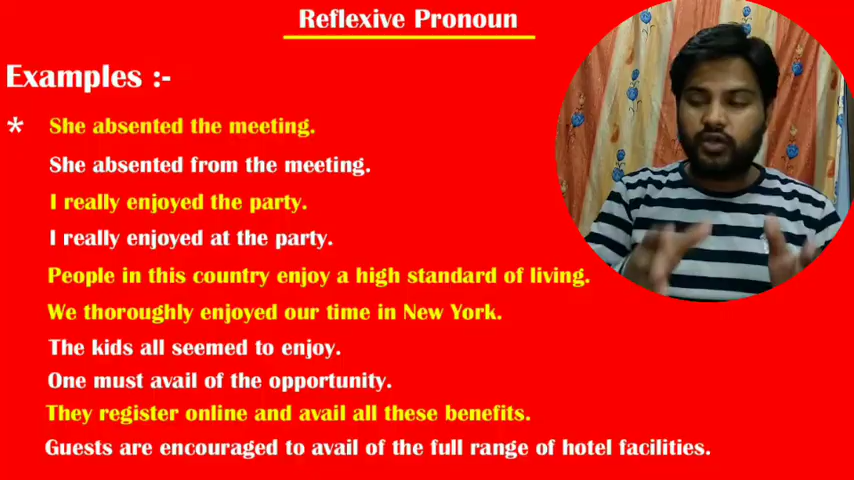 Reflexive Pronoun
Examples :-
* She absented the meeting.
She absented from the meeting.
I really enjoyed the party.
I really enjoyed at the party.
People in this country enjoy a high standard of living.
We thoroughly enjoyed our time in New York.
The kids all seemed to enjoy.
One must avail of the opportunity.
They register online and avail all these benefits.
Guests are encouraged to avail of the full range of hotel facilities.